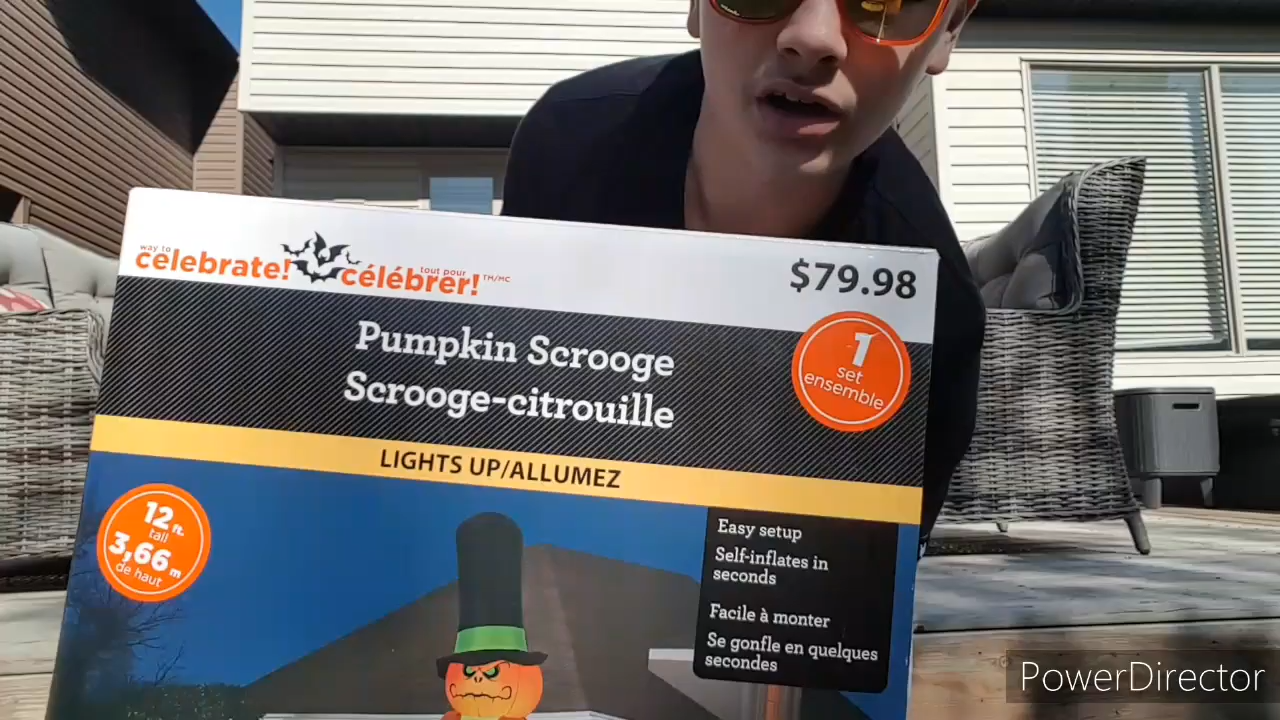 way to
celebrate!
tout pour
célébrer! TM/MC
$79.98
Pumpkin Scrooge
Scrooge-citrouille
1
set
ensemble
LIGHTS UP/ALLUMEZ
12 ft.
tall
3,66 m
de haut
Easy setup
Self-inflates in
seconds
Facile à monter
Se gonfle en quelques
secondes
PowerDirector